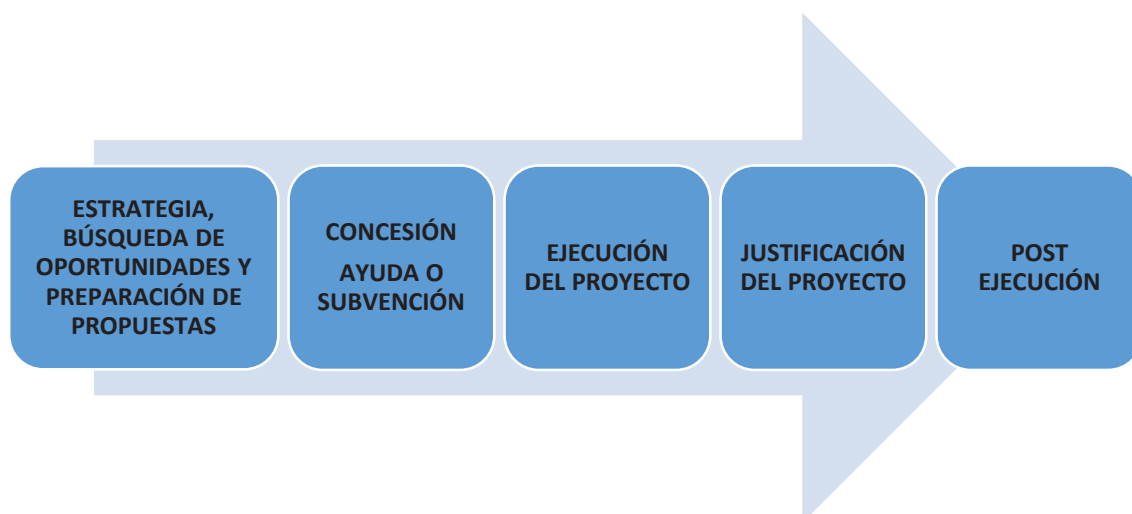 ESTRATEGIA,
BÚSQUEDA DE
OPORTUNIDADES Y
PREPARACIÓN DE
PROPUESTAS
CONCESIÓN
AYUDA O
SUBVENCIÓN
EJECUCIÓN
DEL PROYECTO
JUSTIFICACIÓN
DEL PROYECTO
POST
EJECUCIÓN